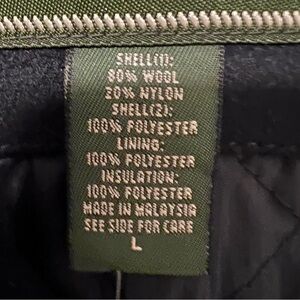 SHELL(1):
80% WOOL
20% NYLON
SHELL(2):
100% POLYESTER
LINING:
100% POLYESTER
INSULATION:
100% POLYESTER
MADE IN MALAYSIA
SEE SIDE FOR CARE
L